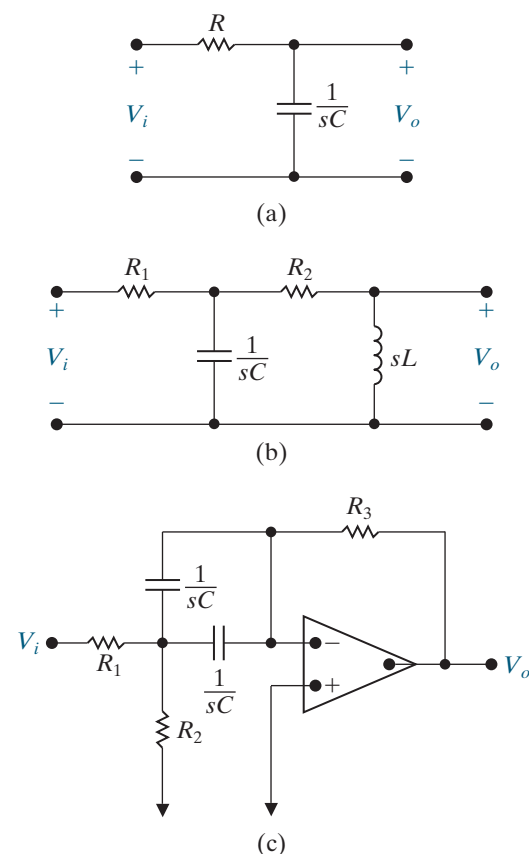 R
+ +
V_i 1/sC V_o
− −
(a)
R_1 R_2
+ +
V_i 1/sC sL V_o
− −
(b)
R_3
1/sC
V_i − V_o
R_1 +
1/sC
R_2
(c)